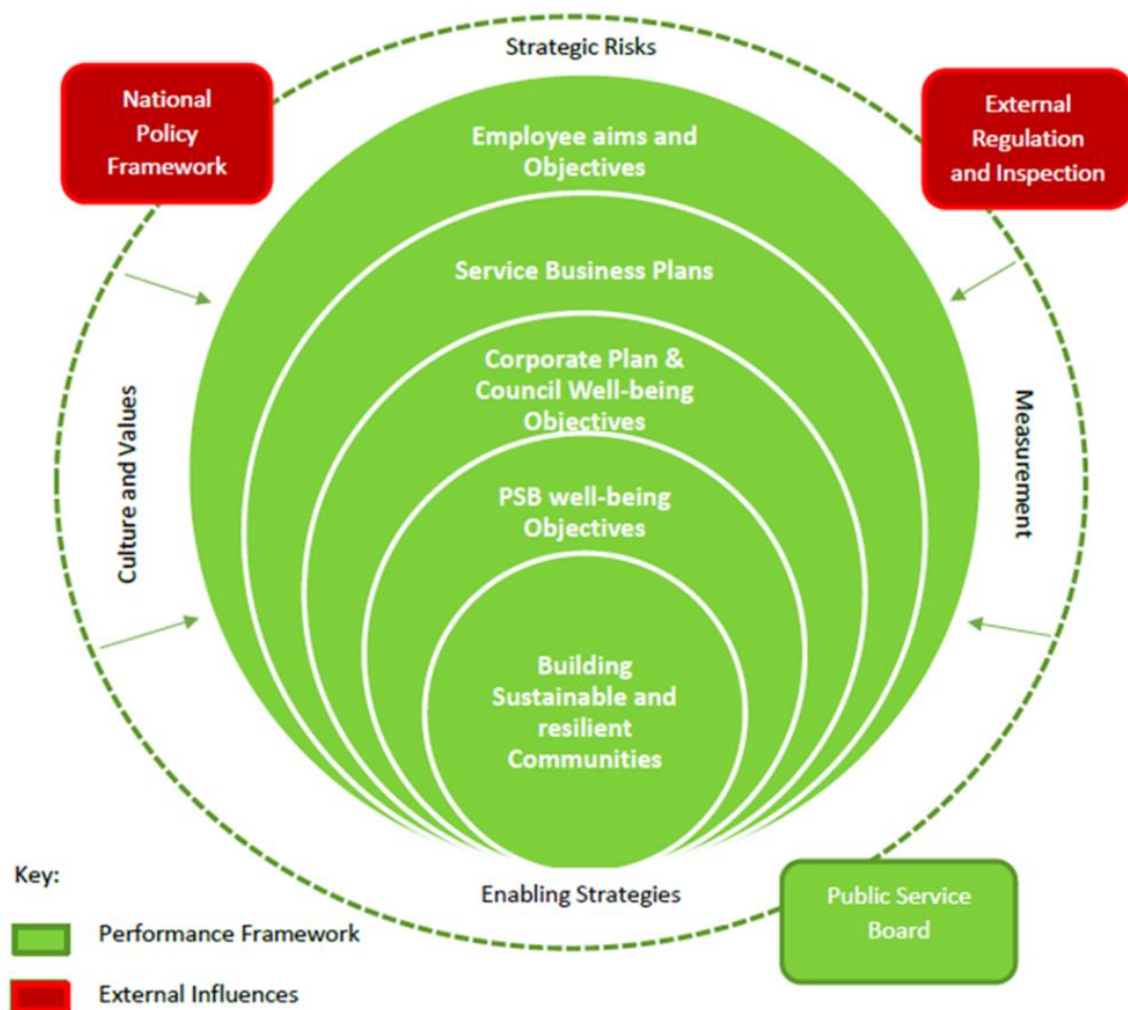 Strategic Risks
National
Policy
Framework
External
Regulation
and Inspection
Employee aims and
Objectives
Service Business Plans
Corporate Plan &
Council Well-being
Objectives
Culture and Values
Measurement
PSB well-being
Objectives
Building
Sustainable and
resilient
Communities
Enabling Strategies
Public Service
Board
Key:
Performance Framework
External Influences